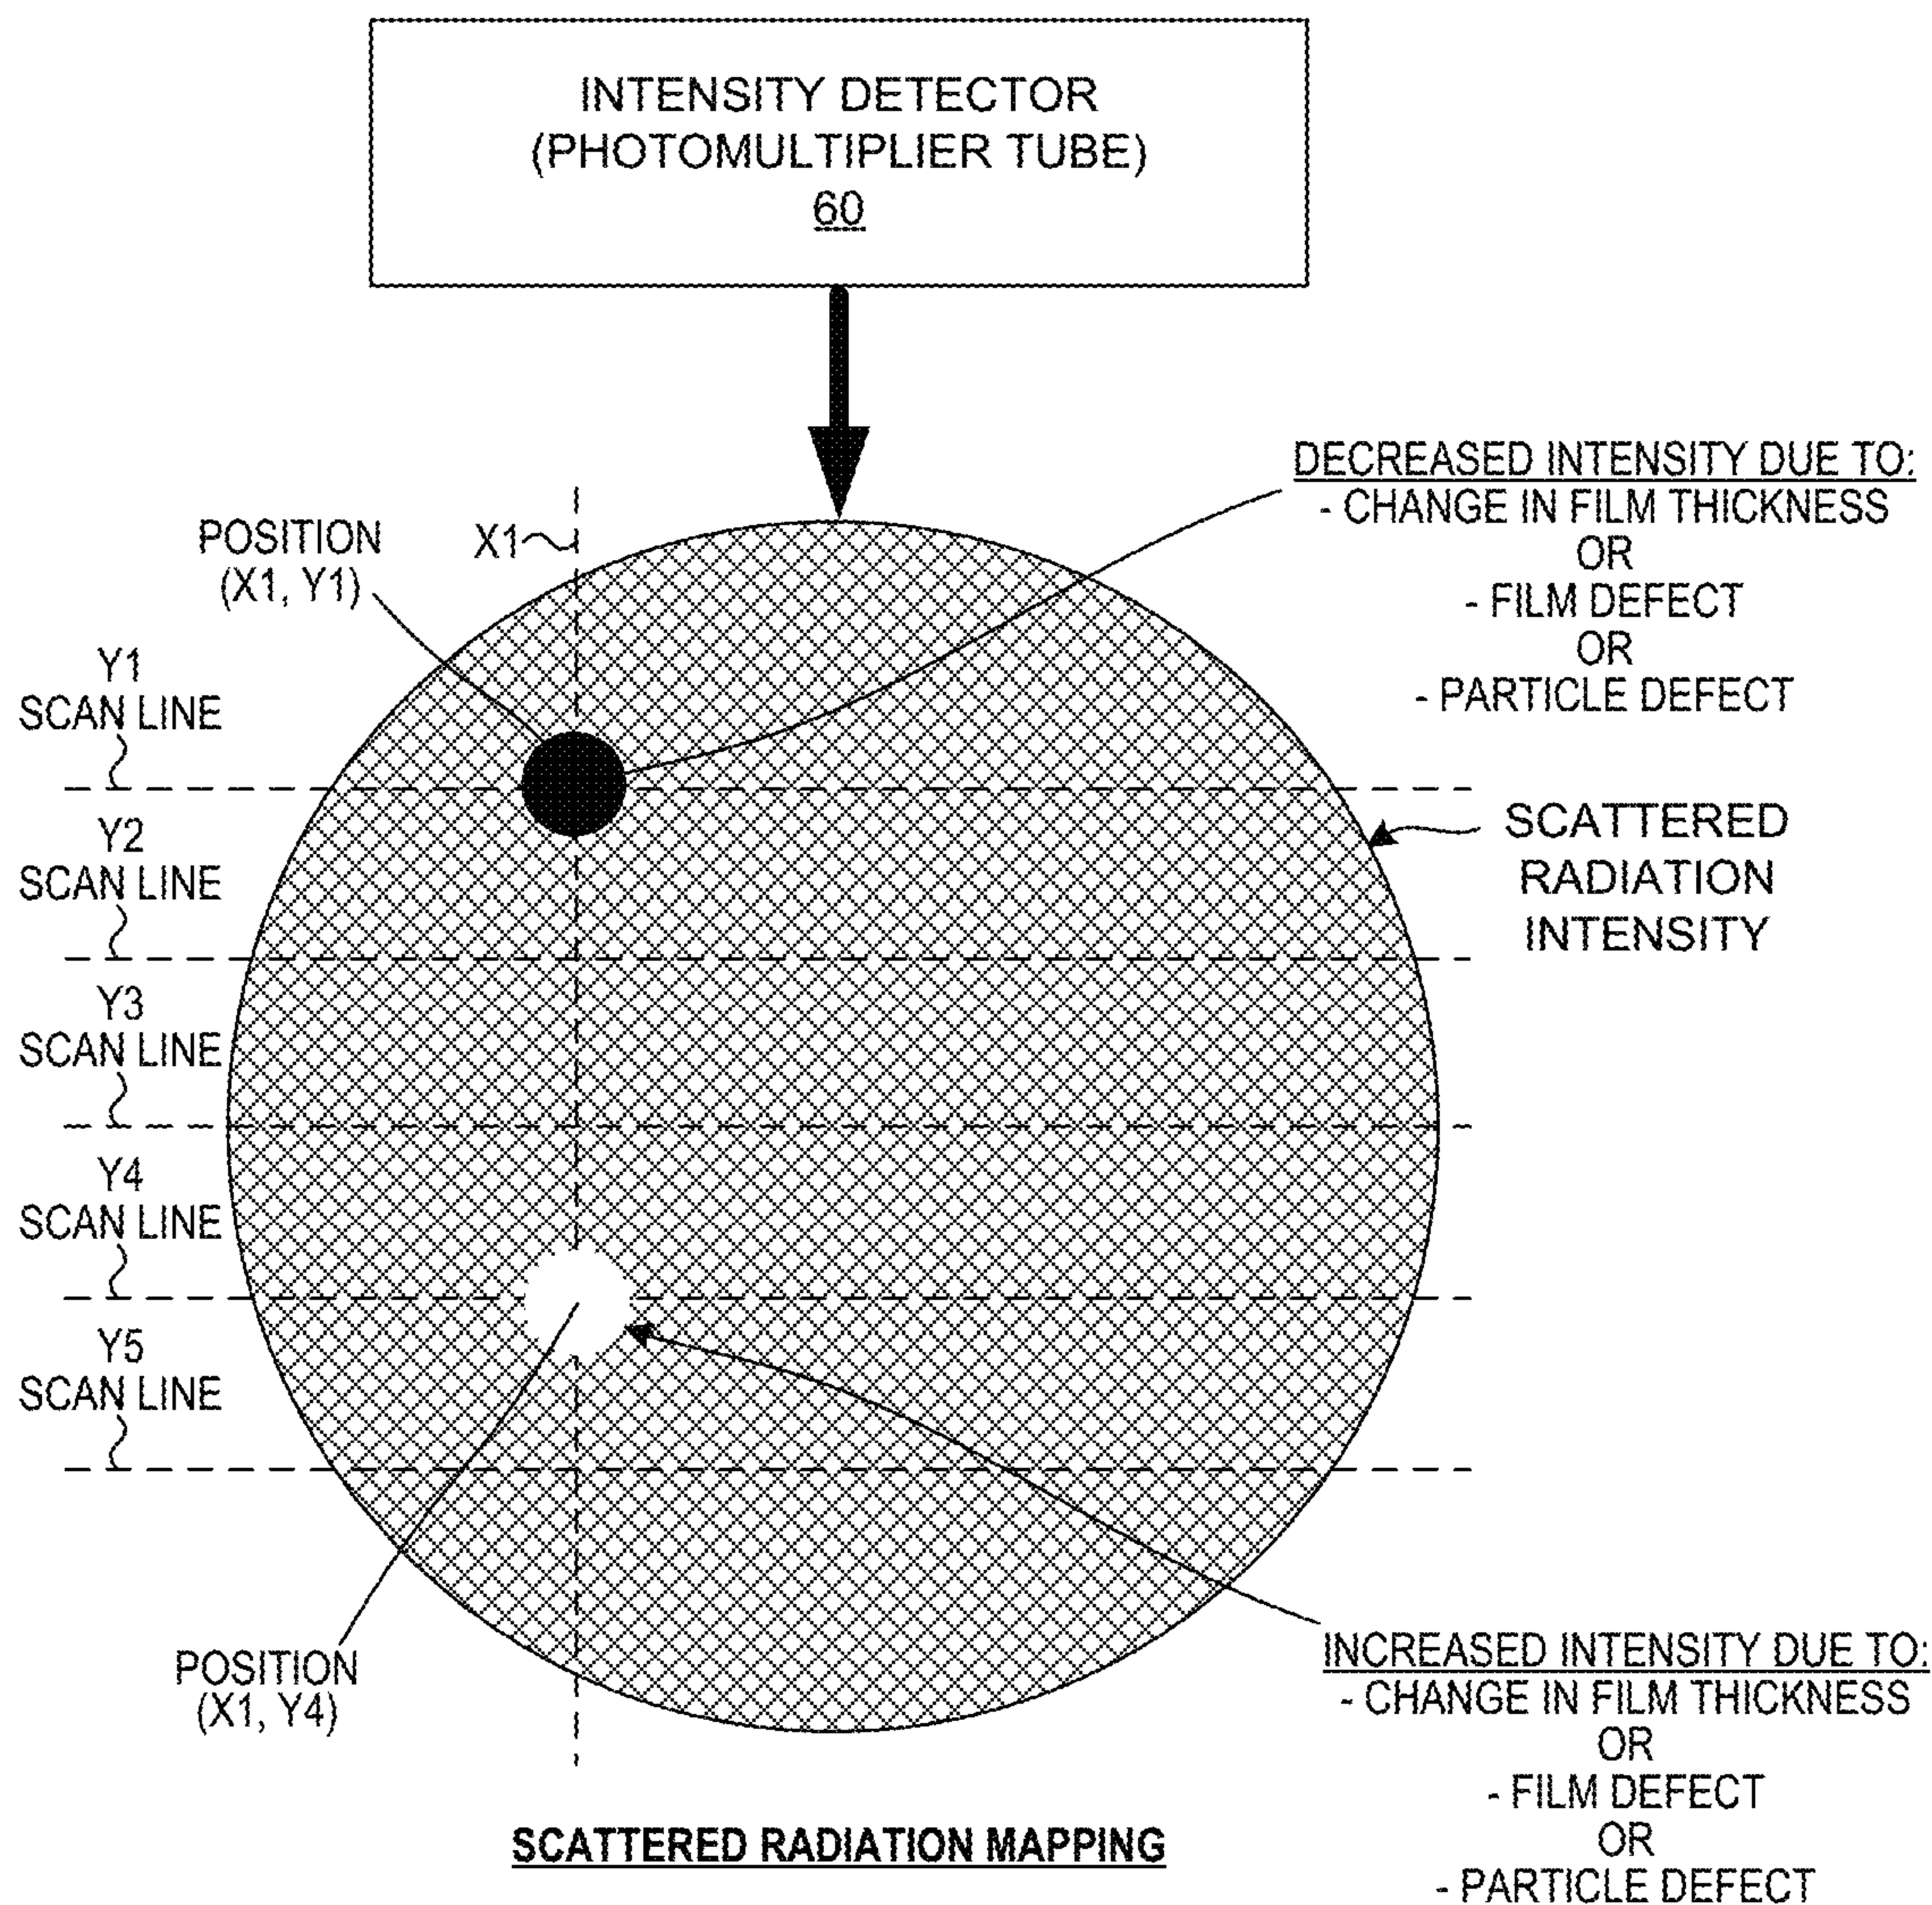 INTENSITY DETECTOR
(PHOTOMULTIPLIER TUBE)
60
DECREASED INTENSITY DUE TO:
- CHANGE IN FILM THICKNESS
OR
- FILM DEFECT
OR
- PARTICLE DEFECT
POSITION
(X1, Y1)
X1
Y1
SCAN LINE
Y2
SCAN LINE
SCATTERED
RADIATION
INTENSITY
Y3
SCAN LINE
Y4
SCAN LINE
Y5
SCAN LINE
POSITION
(X1, Y4)
INCREASED INTENSITY DUE TO:
- CHANGE IN FILM THICKNESS
OR
- FILM DEFECT
OR
- PARTICLE DEFECT
SCATTERED RADIATION MAPPING